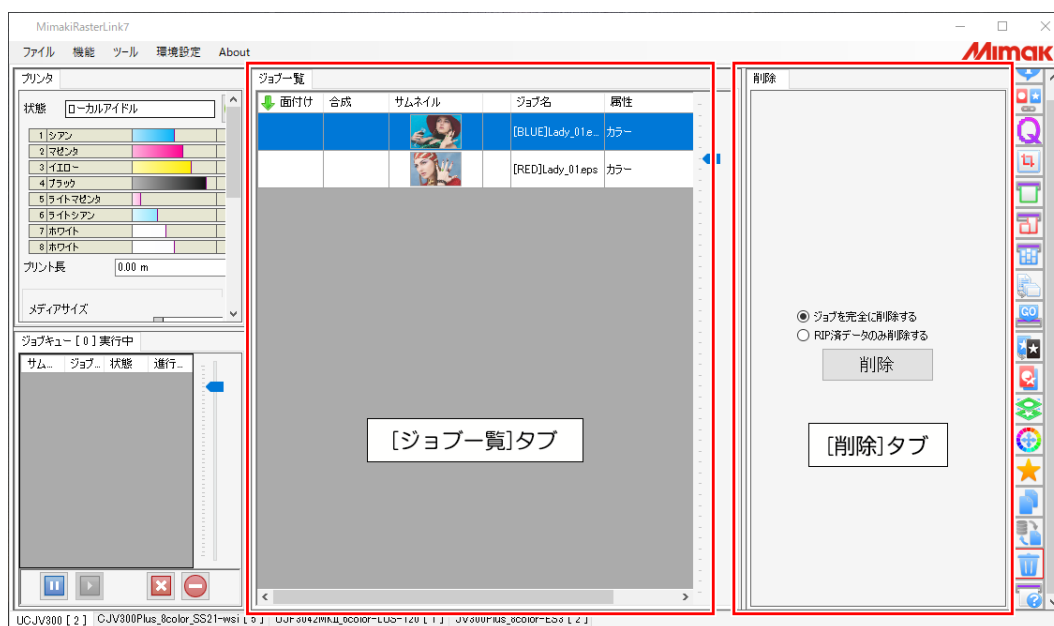 MimakiRasterLink7
ファイル 機能 ツール 環境設定 About
Mimaki
プリンタ
状態 ローカルアイドル
1 シアン
2 マゼンタ
3 イエロー
4 ブラック
5 ライトマゼンタ
6 ライトシアン
7 ホワイト
8 ホワイト
プリント長 0.00 m
メディアサイズ
ジョブキュー [ 0 ] 実行中
サム... ジョブ... 状態 進行...
ジョブ一覧
面付け 合成 サムネイル ジョブ名 属性
[BLUE]Lady_01.e... カラー
[RED]Lady_01.eps カラー
[ジョブ一覧]タブ
削除
ジョブを完全に削除する
RIP済データのみ削除する
削除
[削除]タブ
GO
UCJV300 [ 2 ] CJV300Plus_8color_SS21-wsi [ 5 ] UJF3042MKII_6color-LUS-120 [ 1 ] JV300Plus_8color-ES3 [ 2 ]